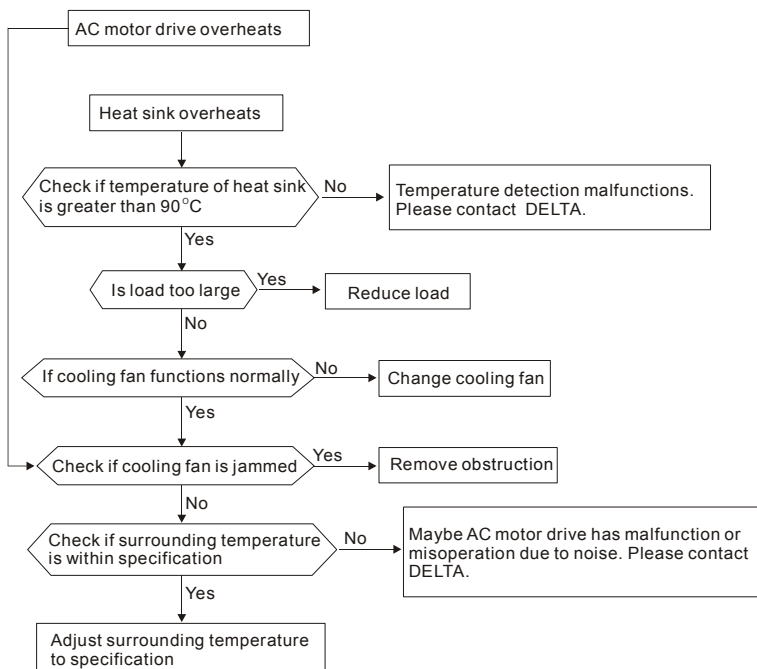 AC motor drive overheats
Heat sink overheats
Check if temperature of heat sink
is greater than 90°C
No
Temperature detection malfunctions.
Please contact DELTA.
Yes
Is load too large
Yes
Reduce load
No
If cooling fan functions normally
No
Change cooling fan
Yes
Check if cooling fan is jammed
Yes
Remove obstruction
No
Check if surrounding temperature
is within specification
No
Maybe AC motor drive has malfunction or
misoperation due to noise. Please contact
DELTA.
Yes
Adjust surrounding temperature
to specification